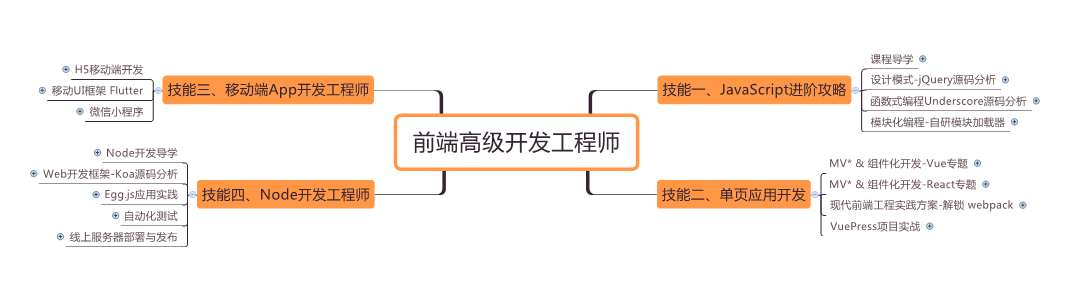 前端高级开发工程师
技能一、JavaScript进阶攻略
课程导学
设计模式-jQuery源码分析
函数式编程Underscore源码分析
模块化编程-自研模块加载器
技能二、单页应用开发
MV* & 组件化开发-Vue专题
MV* & 组件化开发-React专题
现代前端工程实践方案-解锁 webpack
VuePress项目实战
技能三、移动端App开发工程师
H5移动端开发
移动UI框架 Flutter
微信小程序
技能四、Node开发工程师
Node开发导学
Web开发框架-Koa源码分析
Egg.js应用实践
自动化测试
线上服务器部署与发布